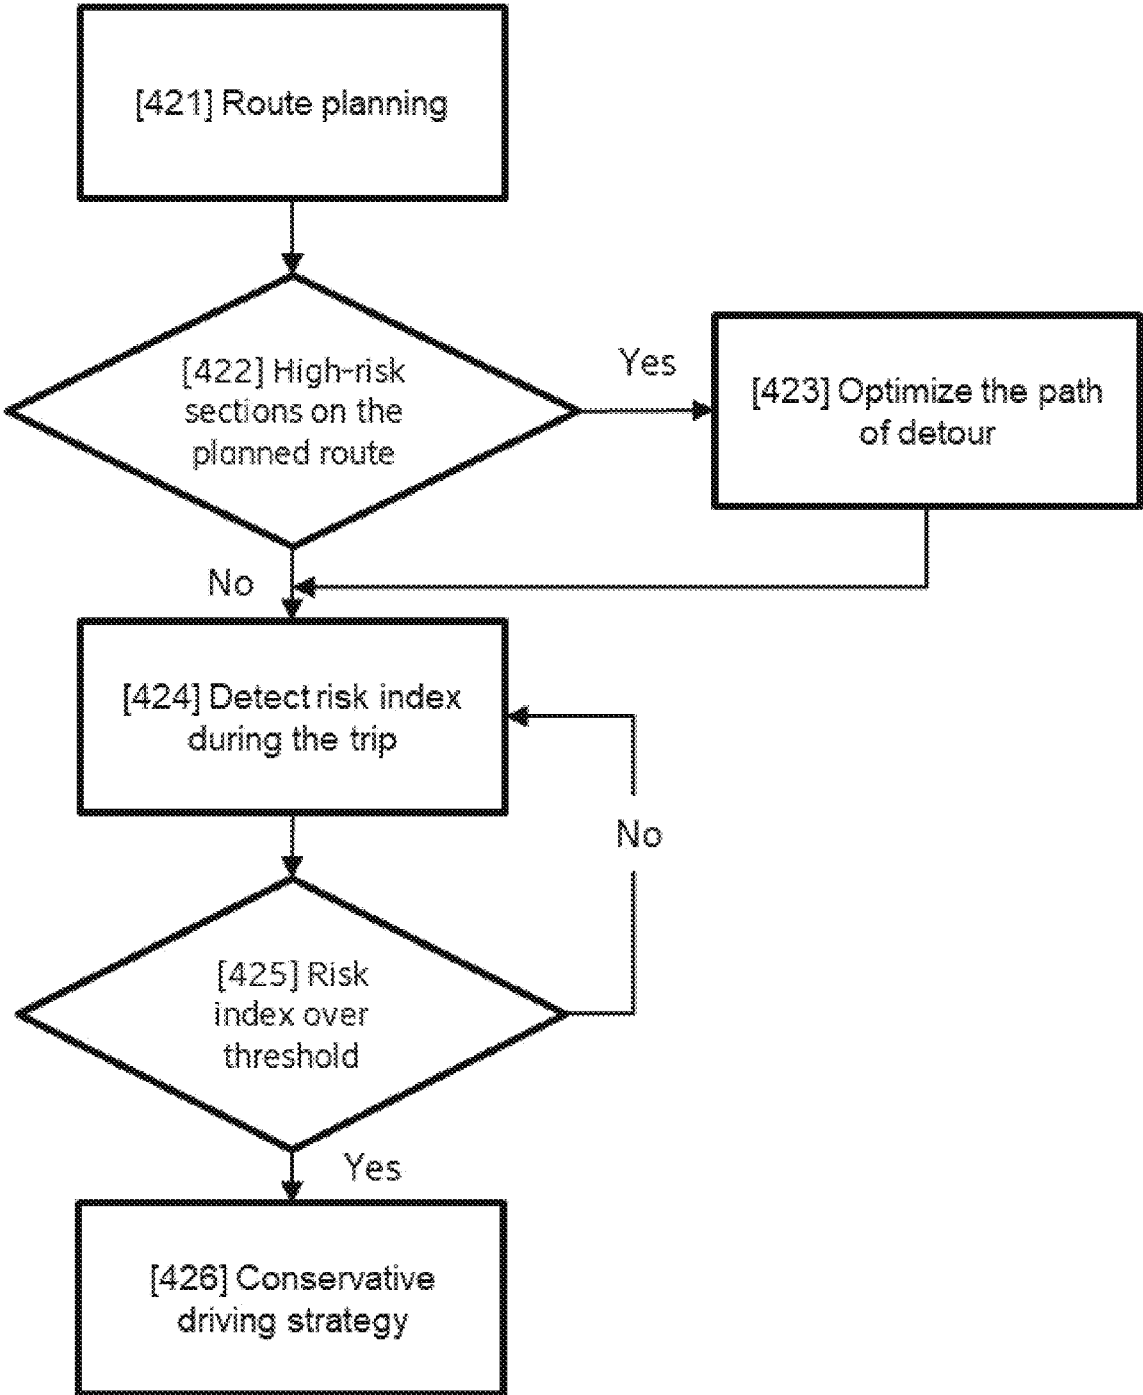 [421] Route planning
[422] High-risk
sections on the
planned route
Yes
[423] Optimize the path
of detour
No
[424] Detect risk index
during the trip
No
[425] Risk
index over
threshold
Yes
[426] Conservative
driving strategy